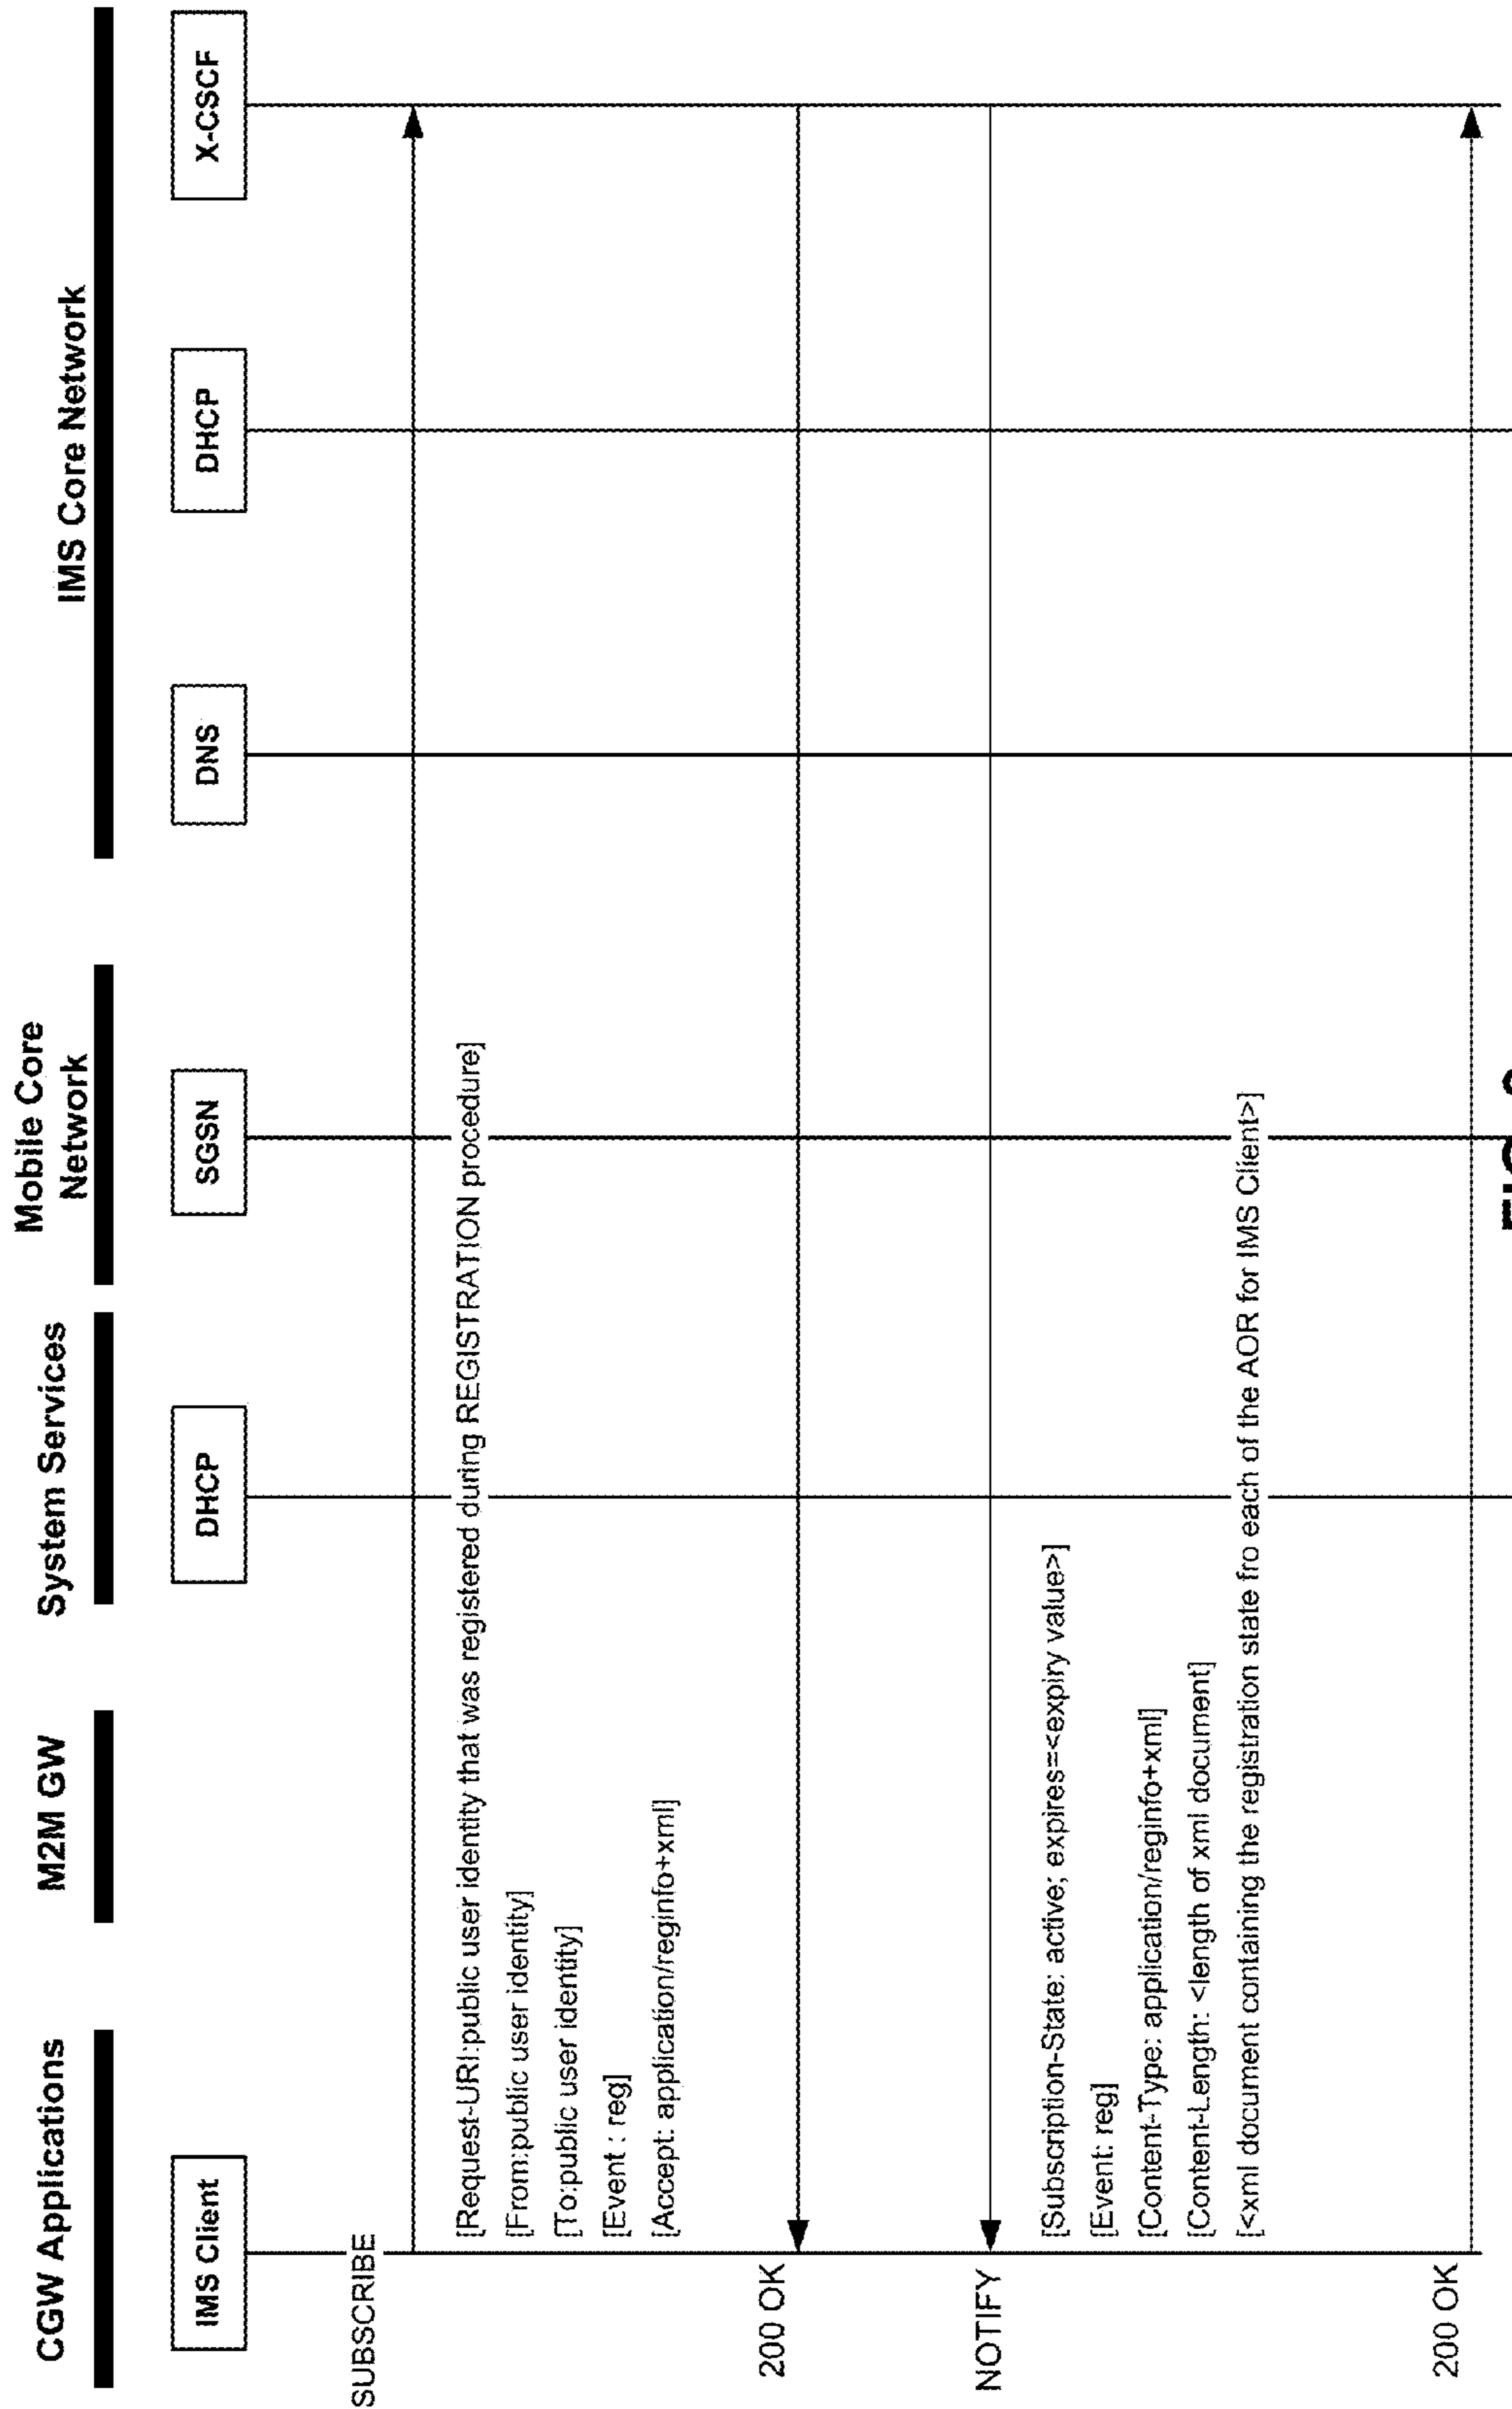 CGW Applications
M2M GW
System Services
Mobile Core
Network
IMS Core Network
IMS Client
DHCP
SGSN
DNS
DHCP
X-CSCF
SUBSCRIBE
[Request-URI:public user identity that was registered during REGISTRATION procedure]
[From:public user identity]
[To:public user identity]
[Event : reg]
[Accept: application/reginfo+xml]
200 OK
NOTIFY
[Subscription-State: active; expires=<expiry value>]
[Event: reg]
[Content-Type: application/reginfo+xml]
[Content-Length: <length of xml document]
[<xml document containing the registration state fro each of the AOR for IMS Client>]
200 OK